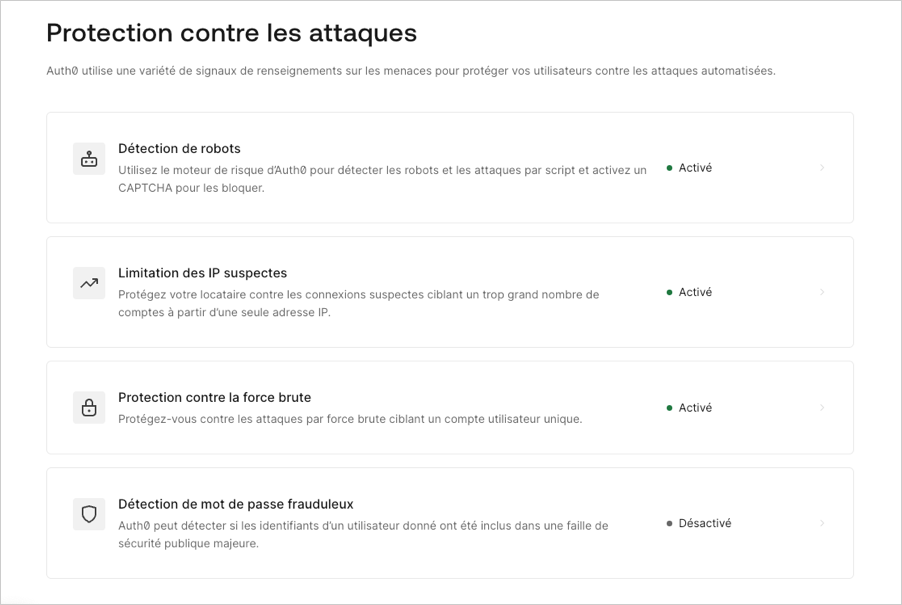 Protection contre les attaques
Auth0 utilise une variété de signaux de renseignements sur les menaces pour protéger vos utilisateurs contre les attaques automatisées.
Détection de robots
Utilisez le moteur de risque d'Auth0 pour détecter les robots et les attaques par script et activez un
CAPTCHA pour les bloquer.
Activé
Limitation des IP suspectes
Protégez votre locataire contre les connexions suspectes ciblant un trop grand nombre de
comptes à partir d'une seule adresse IP.
Activé
Protection contre la force brute
Protégez-vous contre les attaques par force brute ciblant un compte utilisateur unique.
Activé
Détection de mot de passe frauduleux
Auth0 peut détecter si les identifiants d'un utilisateur donné ont été inclus dans une faille de
sécurité publique majeure.
Désactivé